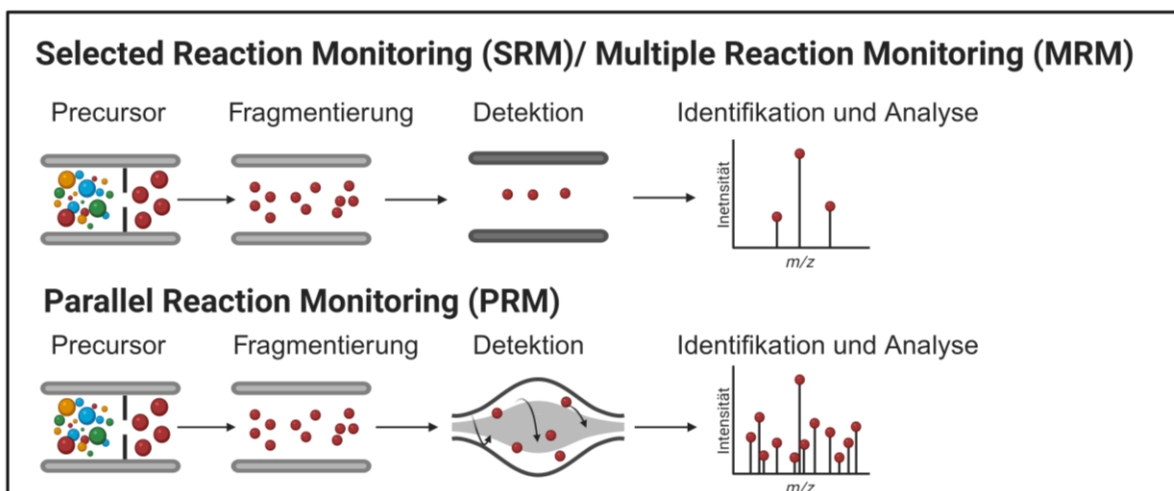 Selected Reaction Monitoring (SRM)/ Multiple Reaction Monitoring (MRM)
Precursor Fragmentierung Detektion Identifikation und Analyse
Inetnsität
m/z
Parallel Reaction Monitoring (PRM)
Precursor Fragmentierung Detektion Identifikation und Analyse
Intensität
m/z